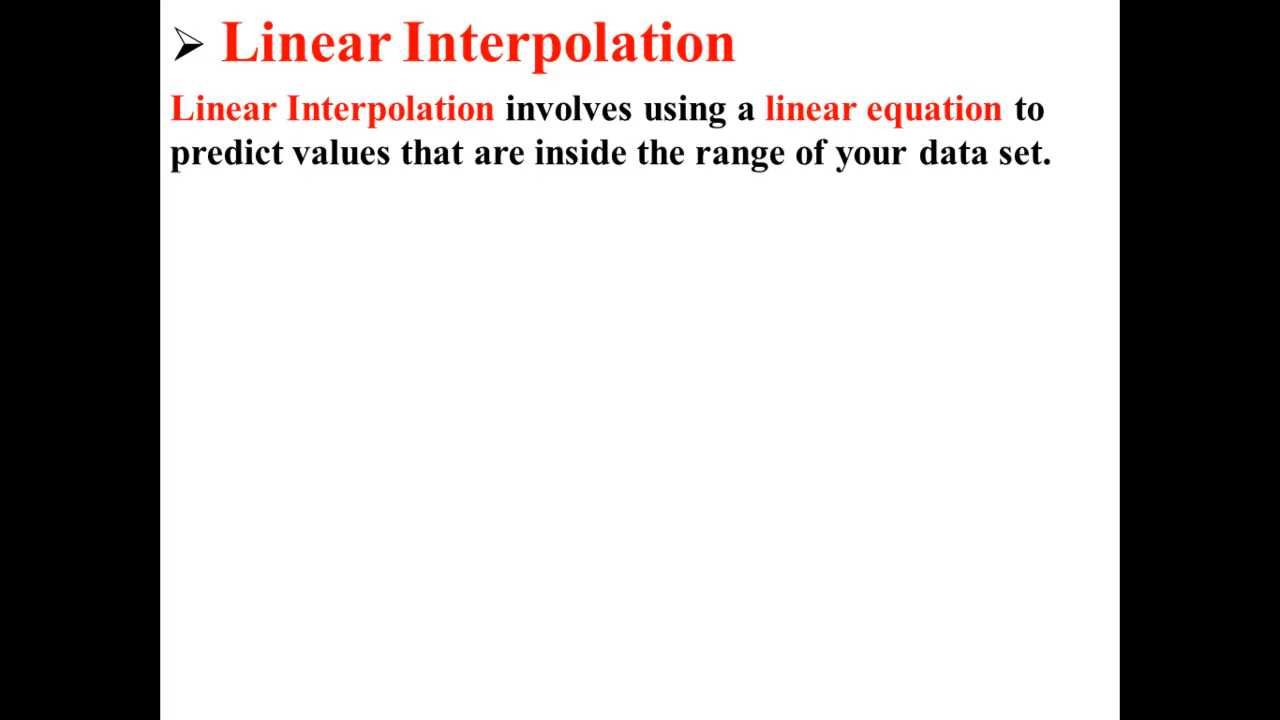 ➢ Linear Interpolation
Linear Interpolation involves using a linear equation to
predict values that are inside the range of your data set.